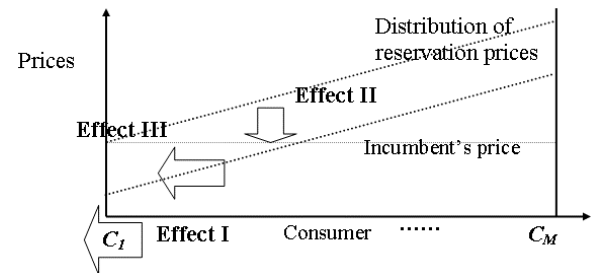 Distribution of
reservation prices
Prices
Effect II
Effect III
Incumbent's price
C1 Effect I Consumer ...... CM